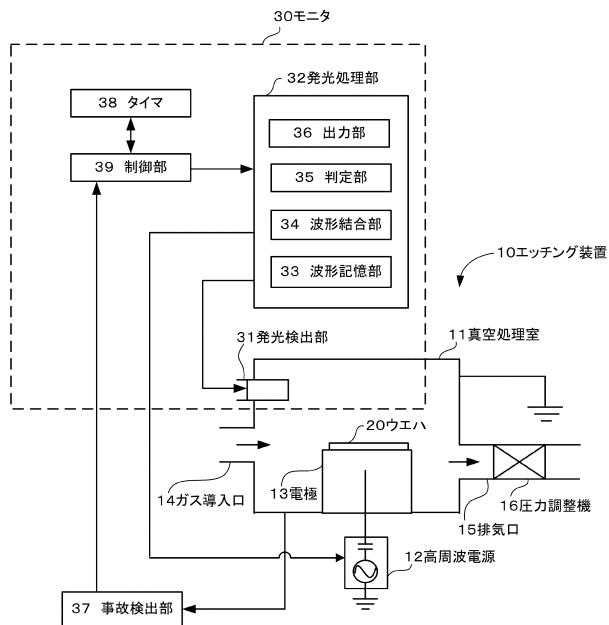 30モニタ
32発光処理部
38 タイマ
36 出力部
39 制御部
35 判定部
34 波形結合部
33 波形記憶部
10エッチング装置
31発光検出部
11真空処理室
20ウエハ
14ガス導入口
13電極
16圧力調整機
15排気口
12高周波電源
37 事故検出部